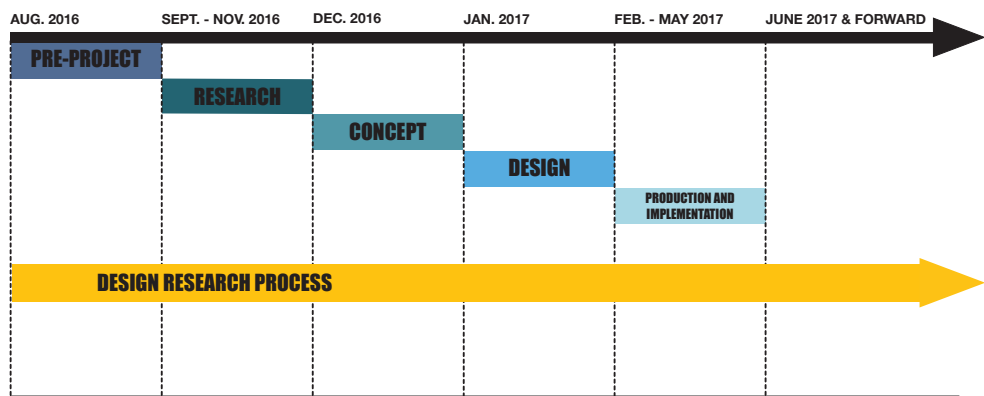 AUG. 2016
SEPT. - NOV. 2016
DEC. 2016
JAN. 2017
FEB. - MAY 2017
JUNE 2017 & FORWARD
PRE-PROJECT
RESEARCH
CONCEPT
DESIGN
PRODUCTION AND
IMPLEMENTATION
DESIGN RESEARCH PROCESS